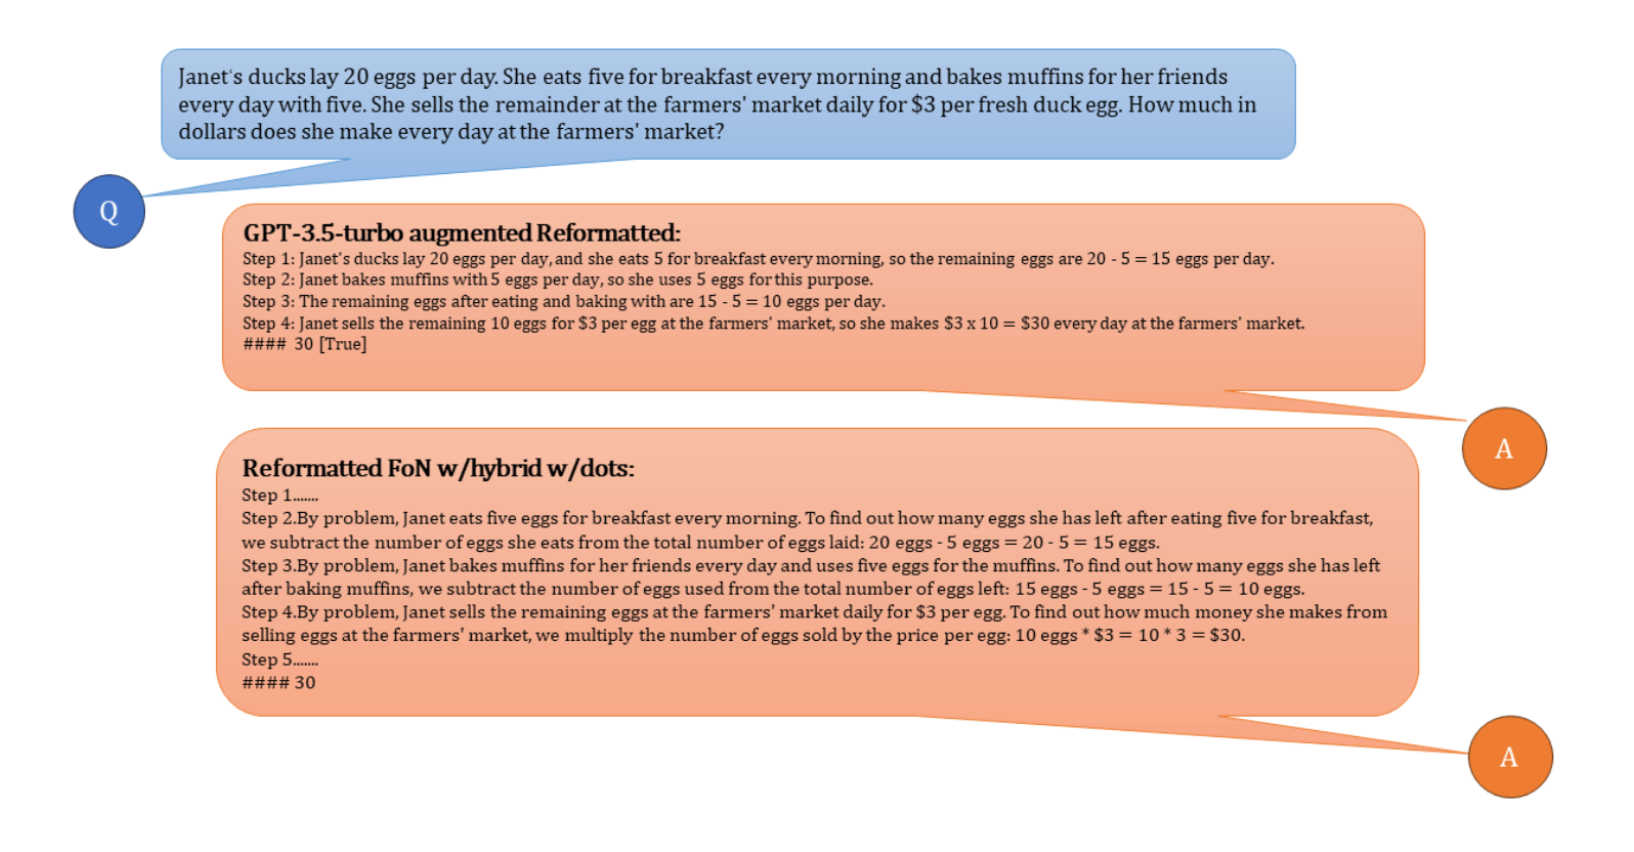 Janet's ducks lay 20 eggs per day. She eats five for breakfast every morning and bakes muffins for her friends
every day with five. She sells the remainder at the farmers' market daily for $3 per fresh duck egg. How much in
dollars does she make every day at the farmers' market?
Q
GPT-3.5-turbo augmented Reformatted:
Step 1: Janet's ducks lay 20 eggs per day, and she eats 5 for breakfast every morning, so the remaining eggs are 20 - 5 = 15 eggs per day.
Step 2: Janet bakes muffins with 5 eggs per day, so she uses 5 eggs for this purpose.
Step 3: The remaining eggs after eating and baking with are 15 - 5 = 10 eggs per day.
Step 4: Janet sells the remaining 10 eggs for $3 per egg at the farmers' market, so she makes $3 x 10 = $30 every day at the farmers' market.
#### 30 [True]
A
Reformatted FoN w/hybrid w/dots:
Step 1.......
Step 2.By problem, Janet eats five eggs for breakfast every morning. To find out how many eggs she has left after eating five for breakfast,
we subtract the number of eggs she eats from the total number of eggs laid: 20 eggs - 5 eggs = 20 - 5 = 15 eggs.
Step 3.By problem, Janet bakes muffins for her friends every day and uses five eggs for the muffins. To find out how many eggs she has left
after baking muffins, we subtract the number of eggs used from the total number of eggs left: 15 eggs - 5 eggs = 15 - 5 = 10 eggs.
Step 4.By problem, Janet sells the remaining eggs at the farmers' market daily for $3 per egg. To find out how much money she makes from
selling eggs at the farmers' market, we multiply the number of eggs sold by the price per egg: 10 eggs * $3 = 10 * 3 = $30.
Step 5.......
#### 30
A